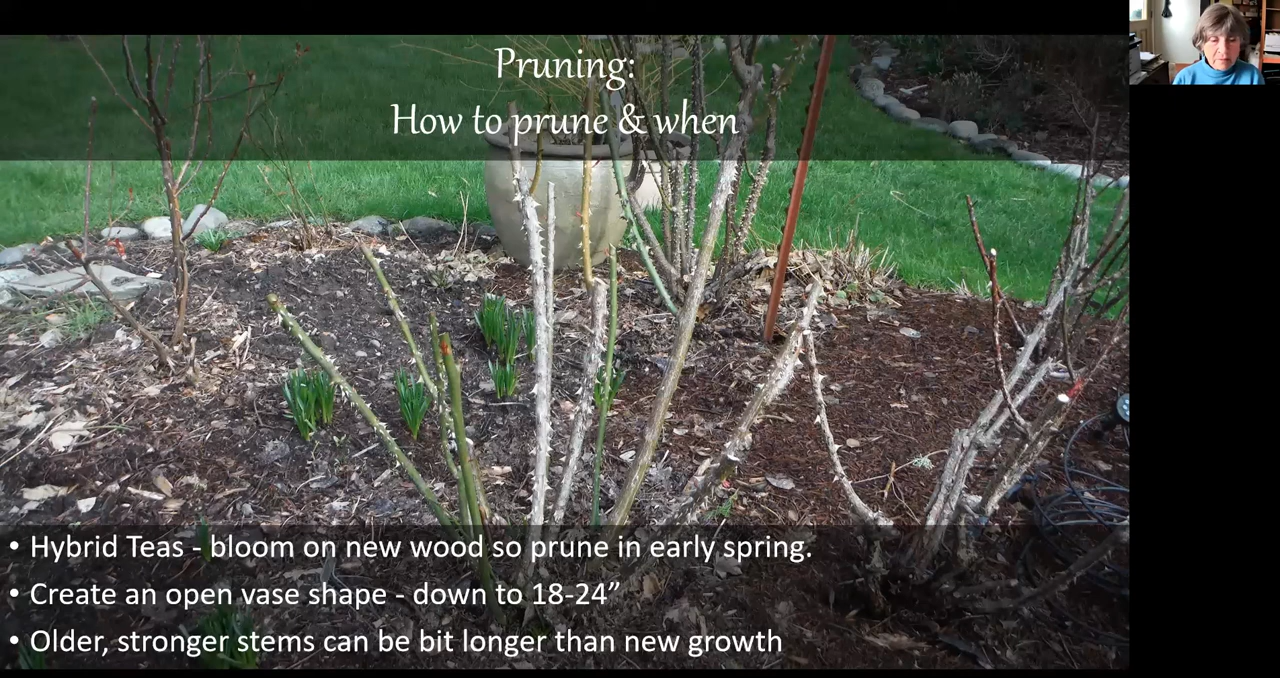 Pruning:
How to prune & when
• Hybrid Teas - bloom on new wood so prune in early spring.
• Create an open vase shape - down to 18-24”
• Older, stronger stems can be bit longer than new growth